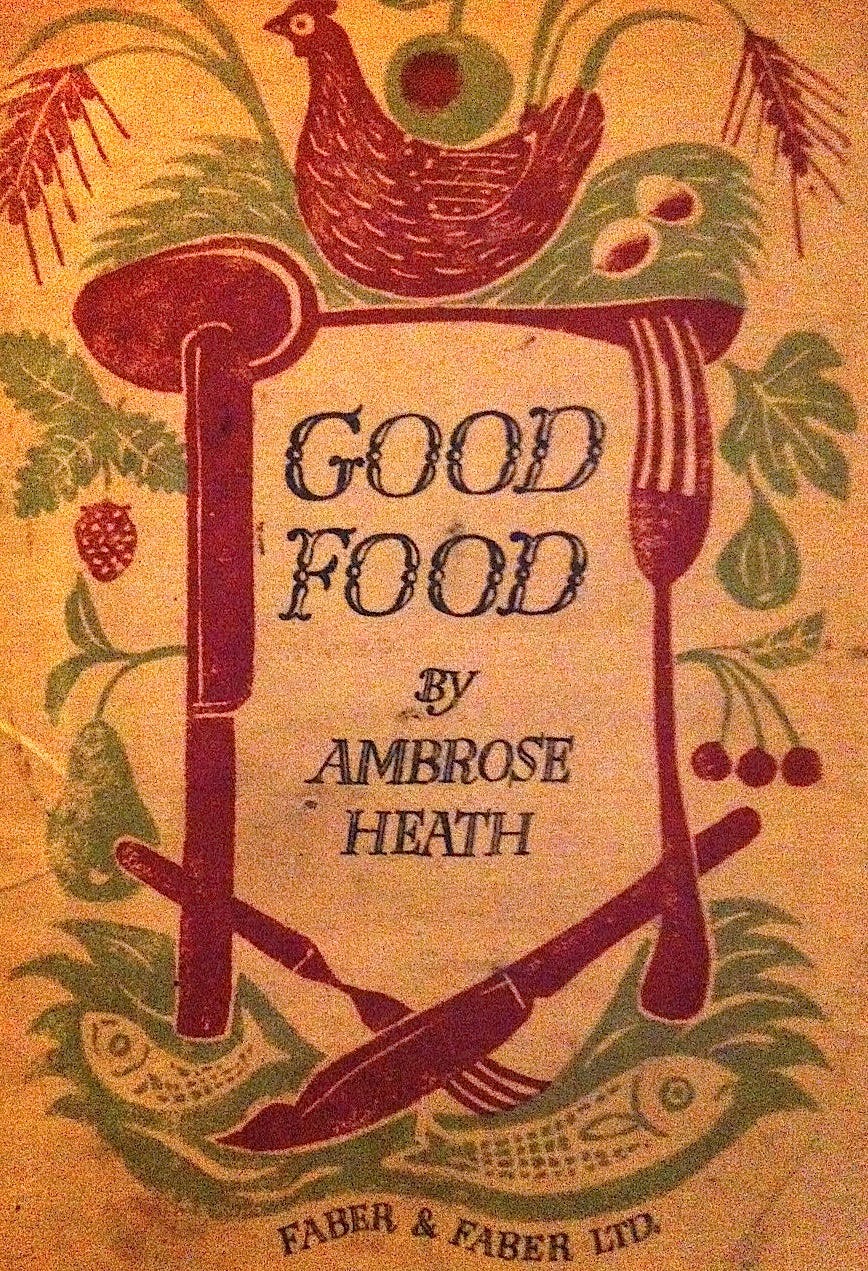 GOOD
FOOD
BY
AMBROSE
HEATH
FABER & FABER LTD.